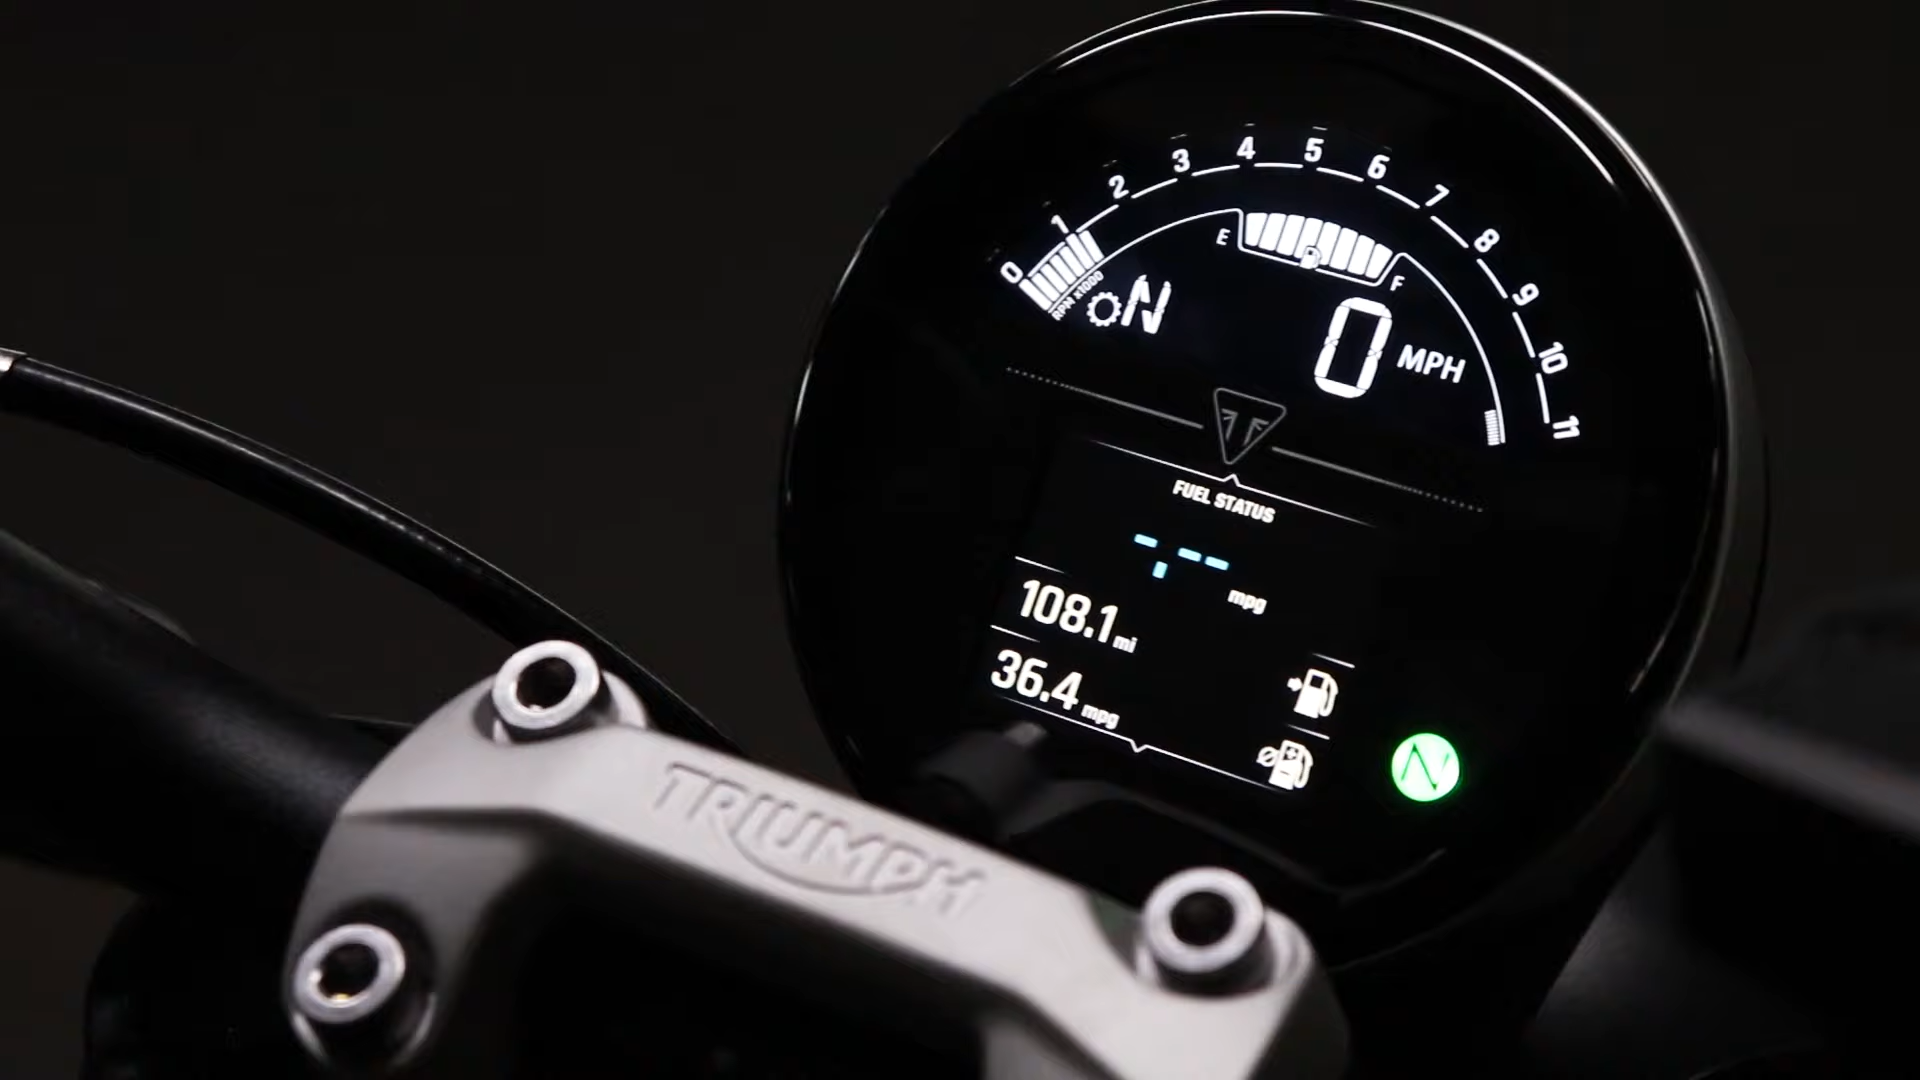 0 1 2 3 4 5 6 7 8 9 10 11
RPM x1000
E F
N
0 MPH
FUEL STATUS
-.-- mpg
108.1 mi
36.4 mpg
N
TRIUMPH